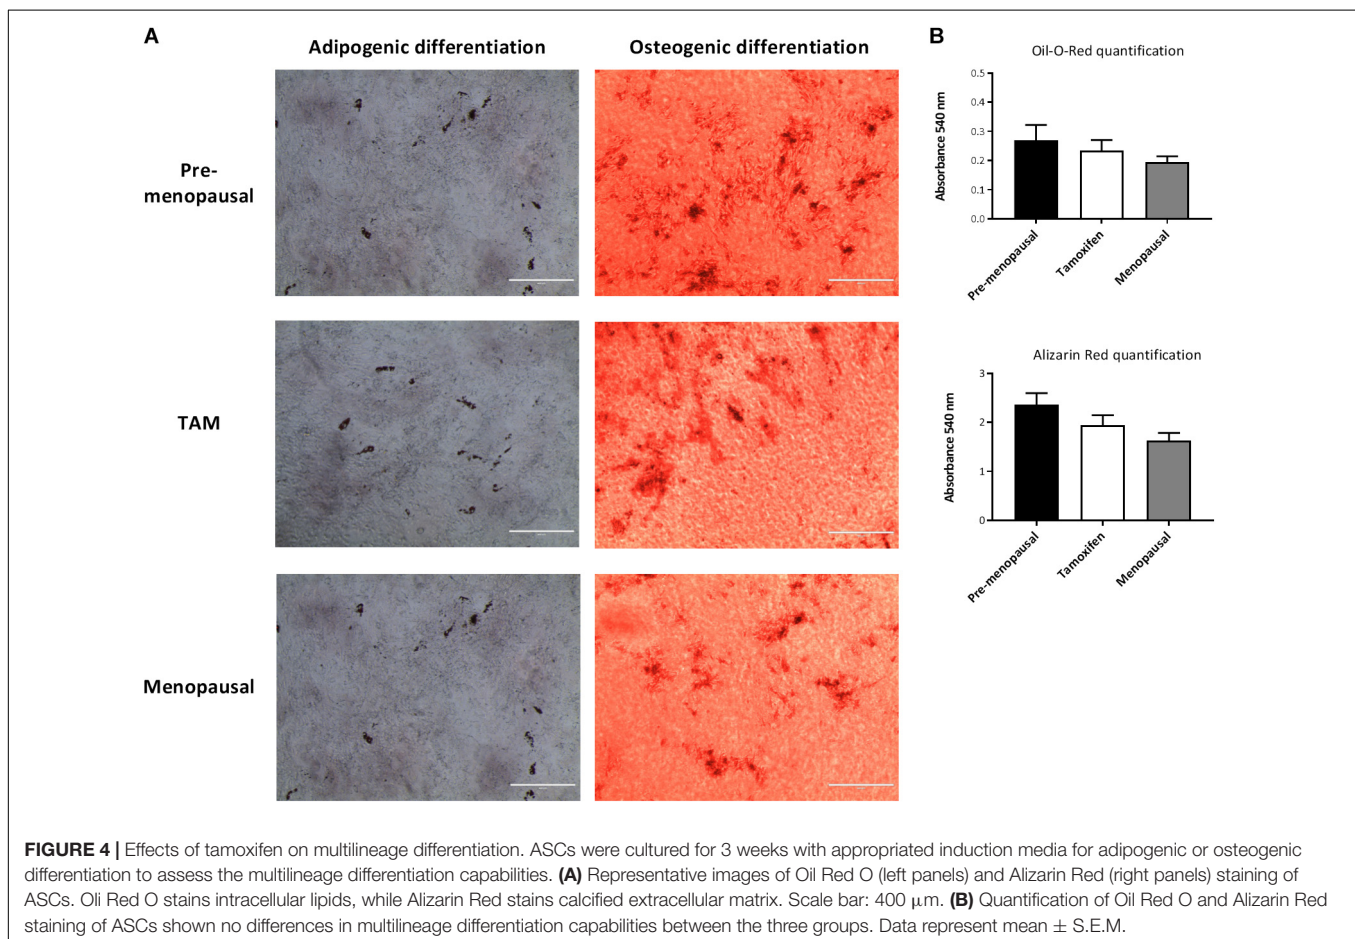 A
Adipogenic differentiation
Osteogenic differentiation
Pre-
menopausal
TAM
Menopausal
B
Oil-O-Red quantification
Absorbance 540 nm
0.5
0.4
0.3
0.2
0.1
0.0
Pre-menopausal
Tamoxifen
Menopausal
Alizarin Red quantification
Absorbance 540 nm
3
2
1
0
Pre-menopausal
Tamoxifen
Menopausal
FIGURE 4 | Effects of tamoxifen on multilineage differentiation. ASCs were cultured for 3 weeks with appropriated induction media for adipogenic or osteogenic
differentiation to assess the multilineage differentiation capabilities. (A) Representative images of Oil Red O (left panels) and Alizarin Red (right panels) staining of
ASCs. Oli Red O stains intracellular lipids, while Alizarin Red stains calcified extracellular matrix. Scale bar: 400 μm. (B) Quantification of Oil Red O and Alizarin Red
staining of ASCs shown no differences in multilineage differentiation capabilities between the three groups. Data represent mean ± S.E.M.